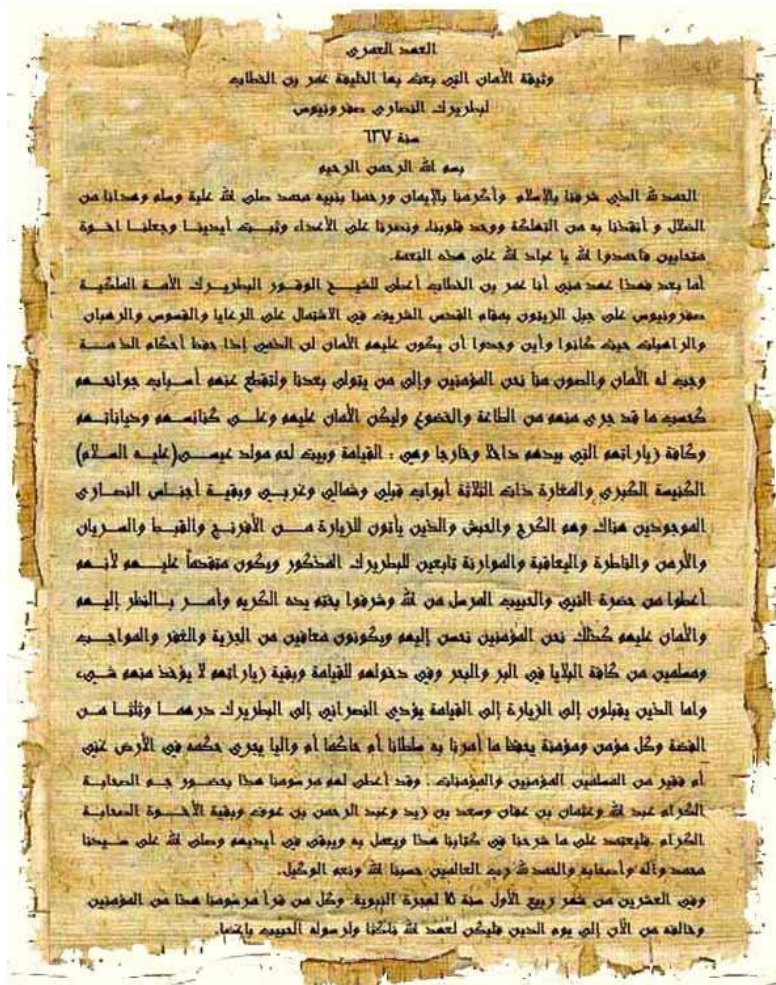 العهد العمري
وثيقة الأمان التي بعث بها الخليفة عمر بن الخطاب
لبطريرك النصارى صفرونيوس
سنة ٦٣٧
بسم الله الرحمن الرحيم
الحمد لله الذي شرفنا بالإسلام وأكرمنا بالإيمان ورحمنا بنبيه محمد صلى الله علية وسلم وهدانا من
الضلال و أنقذنا به من التهلكة ووحد قلوبنا، ونصرنا على الأعداء وثبت أيدينا وجعلنا اخوة
متحابين فاحمدوا الله يا عباد الله على هذه النعمة.
أما بعد فهذا عهد مني أنا عمر بن الخطاب أعطي للشيخ الوقور البطريرك الأمة الملكية
صفرونيوس على جبل الزيتون بمقام القدس الشريف في الاشتمال على الرعايا والقسوس والرهبان
والراهبات حيث كانوا وأين وجدوا أن يكون عليهم الأمان لن الذمي إذا حفظ أحكام الذمة
وجب له الأمان والصون منا نحن المؤمنين وإلى من يتولى بعدنا ولتقطع عنهم أسباب جوانحهم
كحسب ما قد جرى منهم من الطاعة والخضوع وليكن الأمان عليهم وعلى كنائسهم ودياناتهم
وكافة زياراتهم التي بيدهم داخلا وخارجا وهي : القيامة وبيت لحم مولد عيسى(عليه السلام)
الكنيسة الكبرى والمغارة ذات الثلاثة أبواب قبلي وشمالي وغربي وبقية أجناس النصارى
الموجودين هناك وهم الكرج والحبش والذين يأتون للزيارة من الأفرنج والقبط والسريان
والأرمن والناطرة واليعاقبة والموارنة تابعين للبطريرك المذكور ويكون متقدماً عليهم لأنهم
أعطوا من حضرة النبي والحبيب المرسل من الله وشرفوا بختم يده الكريم وأمر بالنظر إليهم
والأمان عليهم كذلك نحن المؤمنين نحسن إليهم ويكونون معافين من الجزية والغفر والمواجب
ومسلمين من كافة البلايا في البر والبحر وفي دخولهم للقيامة وبقية زياراتهم لا يؤخذ منهم شيء
واما الذين يقبلون إلى الزيارة إلى القيامة يؤدي النصراني إلى البطريرك درهما وثلثا من
الفضة وكل مؤمن ومؤمنة يحفظ ما أمرنا به سلطانا أم حاكما أم واليا يجري حكمه في الأرض غني
أم فقير من المسلمين المؤمنين والمؤمنات . وقد أعطى لهم مرسومنا هذا بحضور جم الصحابة
الكرام عبد الله وعثمان بن عفان وسعد بن زيد وعبد الرحمن بن عوف وبقية الأخوة الصحابة
الكرام .فليعتمد على ما شرحنا في كتابنا هذا ويعمل به ويبقى في أيديهم وصلى الله على سيدنا
محمد وآله وأصحابه والحمد لله رب العالمين حسبنا الله ونعم الوكيل.
وفي العشرين من شهر ربيع الأول سنة ١٥ لهجرة النبوية. وكل من قرأ مرسومنا هذا من المؤمنين
وخالفه من الآن إلى يوم الدين فليكن لعهد الله ناكثا ولرسوله الحبيب باغضا.